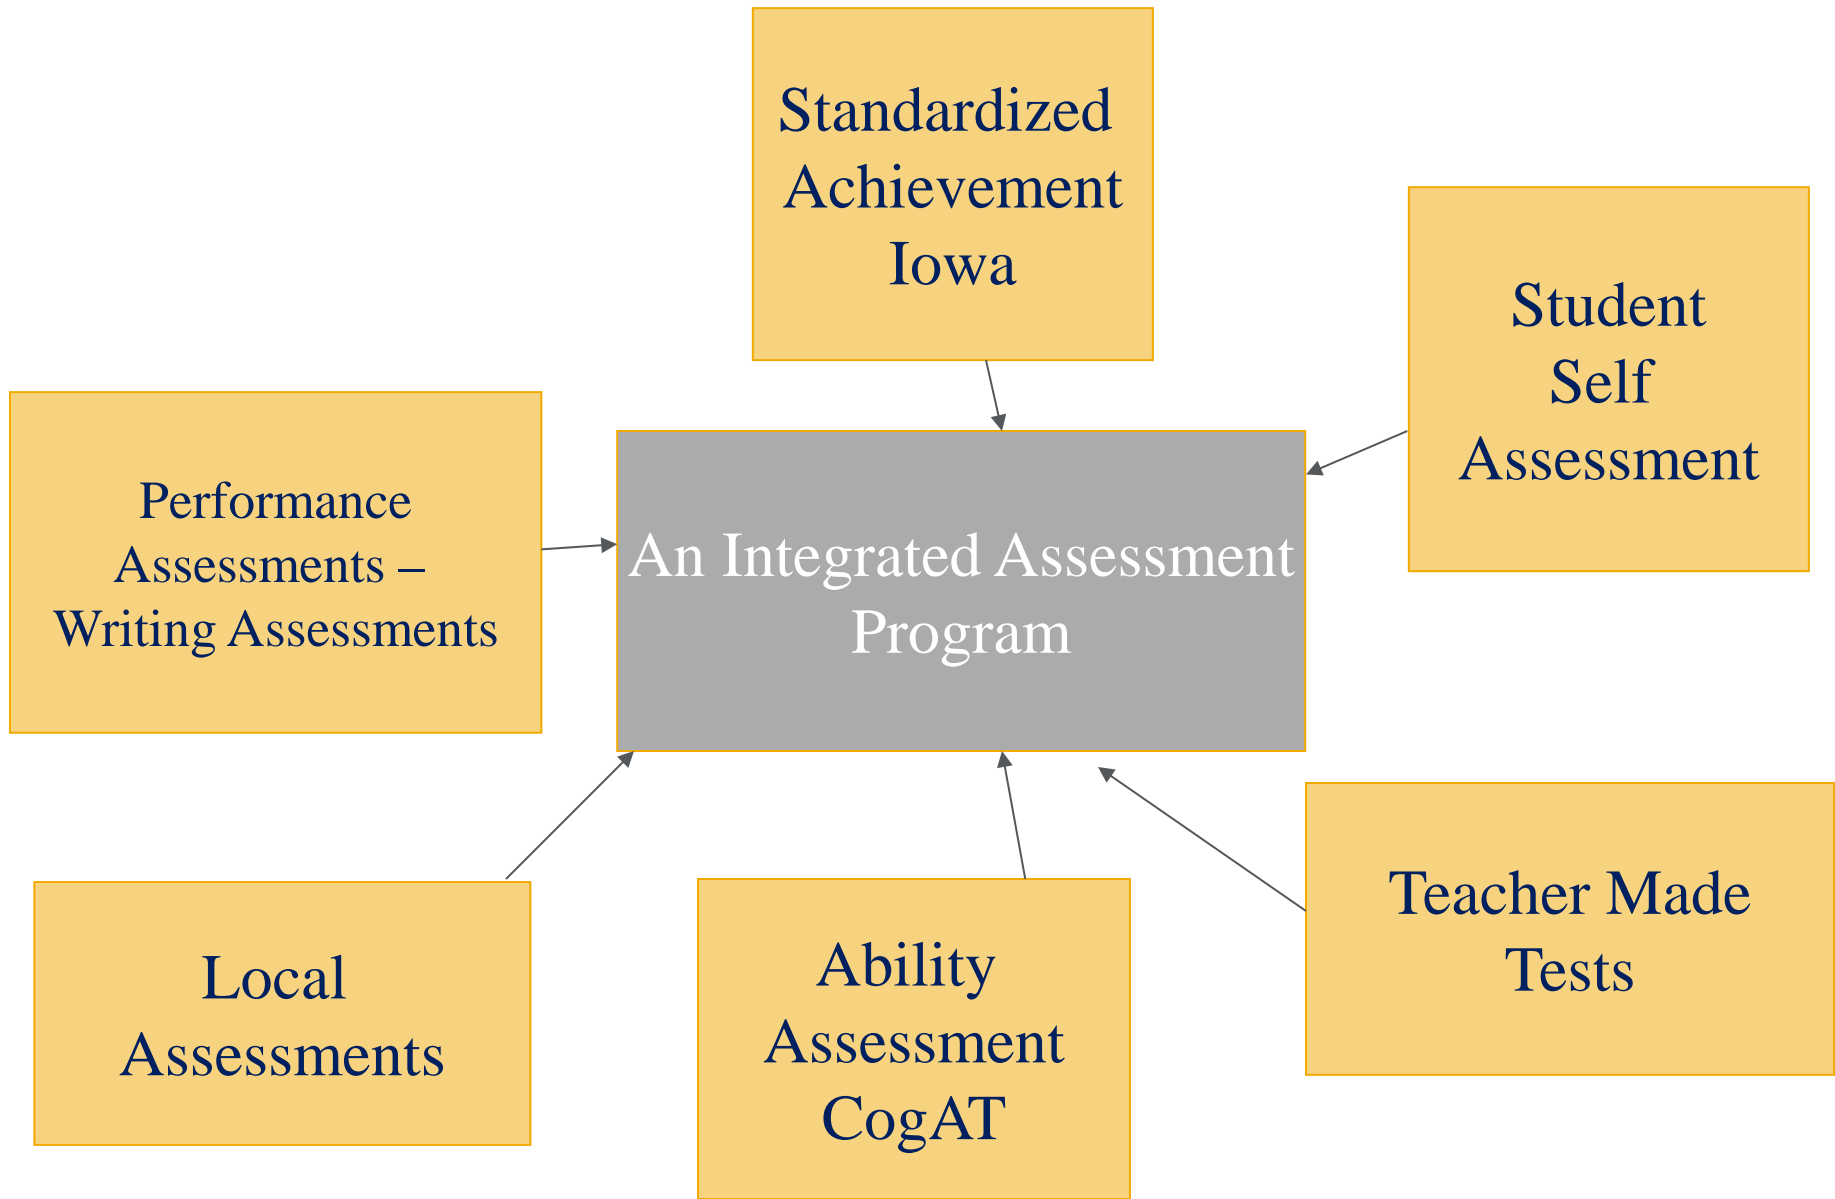 Standardized
Achievement
Iowa
Student
Self
Assessment
Performance
Assessments –
Writing Assessments
An Integrated Assessment
Program
Teacher Made
Tests
Local
Assessments
Ability
Assessment
CogAT